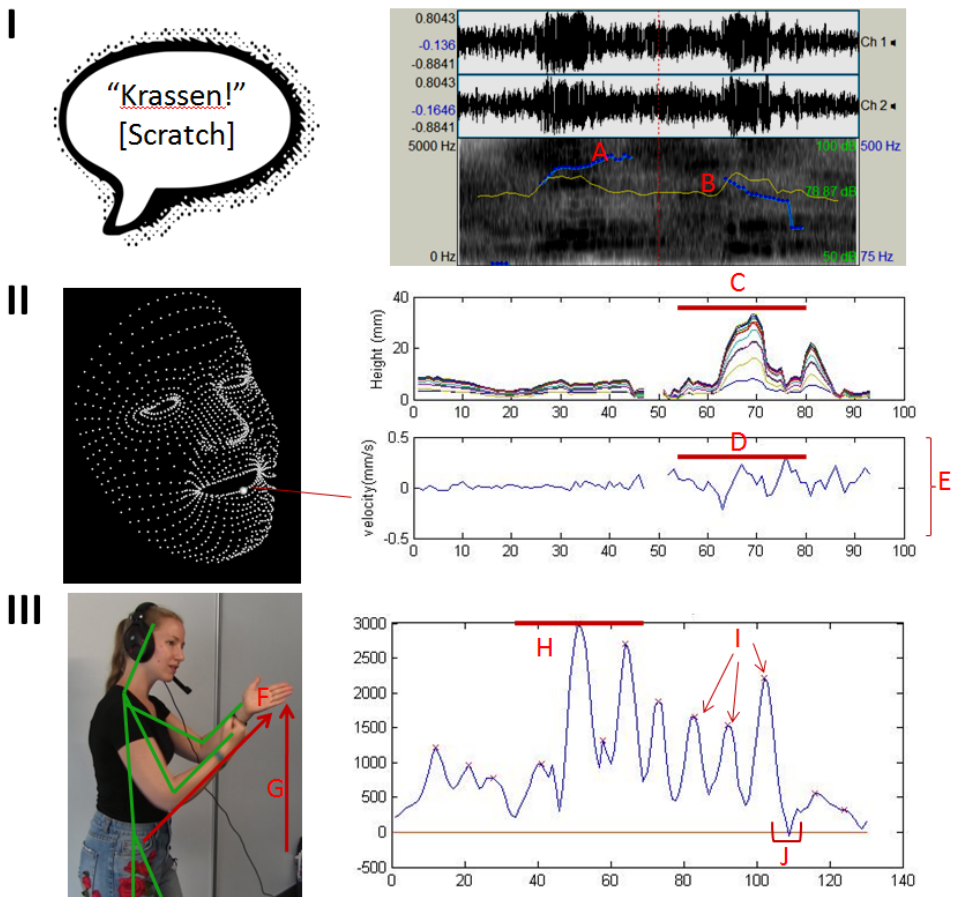 I
“Krassen!”
[Scratch]
0.8043
-0.136
-0.8841
Ch 1
0.8043
-0.1646
-0.8841
Ch 2
5000 Hz
0 Hz
A
B
100 dB
78.87 dB
50 dB
500 Hz
75 Hz
II
C
Height (mm)
40
20
0
0 10 20 30 40 50 60 70 80 90 100
D
E
velocity(mm/s)
0.5
0
-0.5
0 10 20 30 40 50 60 70 80 90 100
III
F
G
H
I
J
3000
2500
2000
1500
1000
500
0
-500
0 20 40 60 80 100 120 140